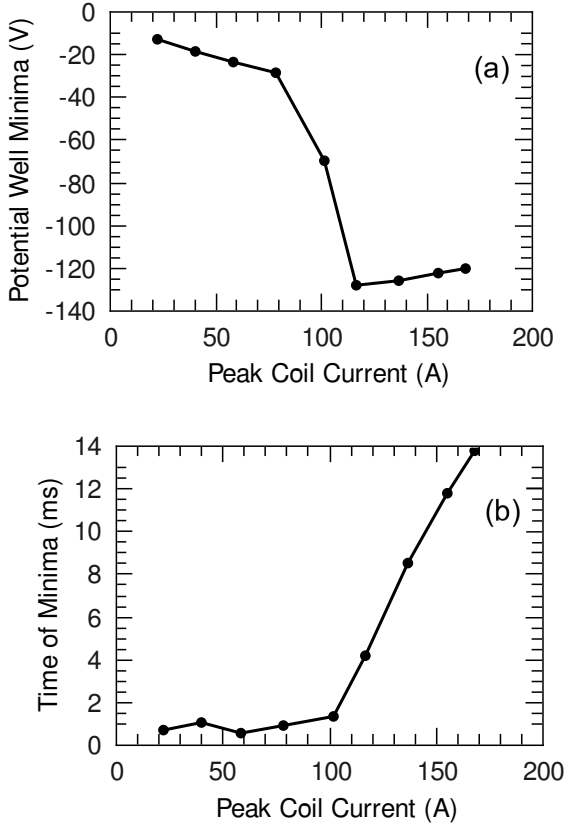 0
-20
-40
-60
-80
-100
-120
-140
Potential Well Minima (V)
(a)
0 50 100 150 200
Peak Coil Current (A)
14
12
10
8
6
4
2
0
Time of Minima (ms)
(b)
0 50 100 150 200
Peak Coil Current (A)